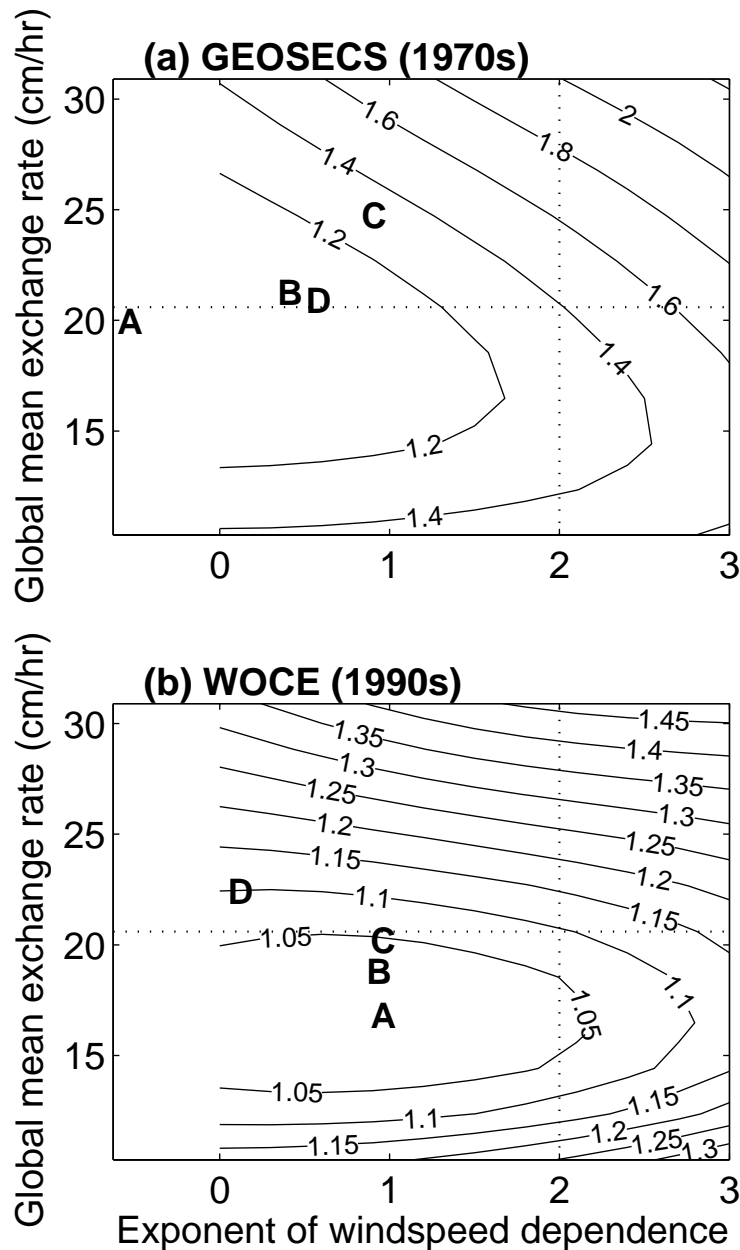 (a) GEOSECS (1970s)
Global mean exchange rate (cm/hr)
30
25
20
15
0 1 2 3
2
1.6
1.8
1.4
C
1.2
B
D
A
1.6
1.4
1.2
1.4
(b) WOCE (1990s)
Global mean exchange rate (cm/hr)
30
25
20
15
0 1 2 3
1.45
1.35
1.4
1.3
1.35
1.25
1.3
1.2
1.25
1.15
1.2
D
1.1
1.15
1.05
C
B
1.1
A
1.05
1.05
1.15
1.1
1.2
1.15
1.25
1.3
Exponent of windspeed dependence